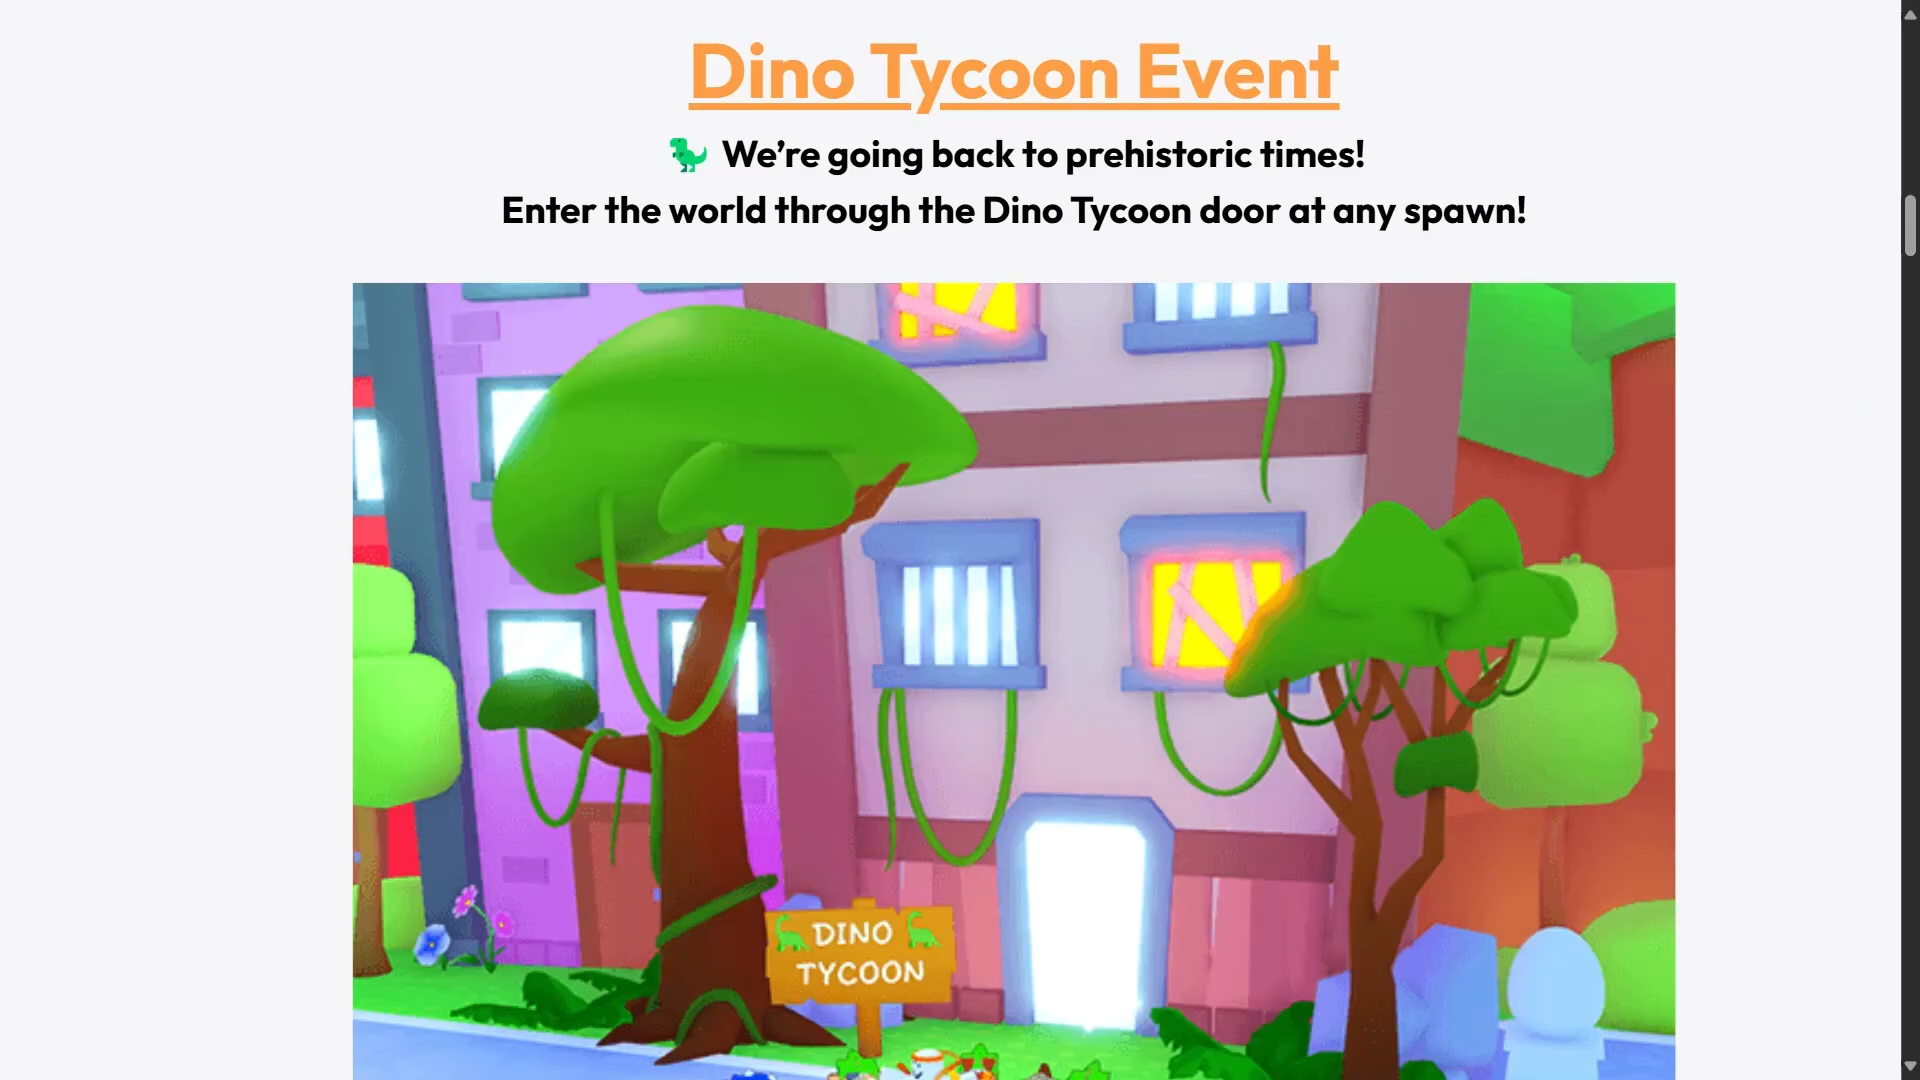 Dino Tycoon Event
🦖 We’re going back to prehistoric times!
Enter the world through the Dino Tycoon door at any spawn!
DINO
TYCOON